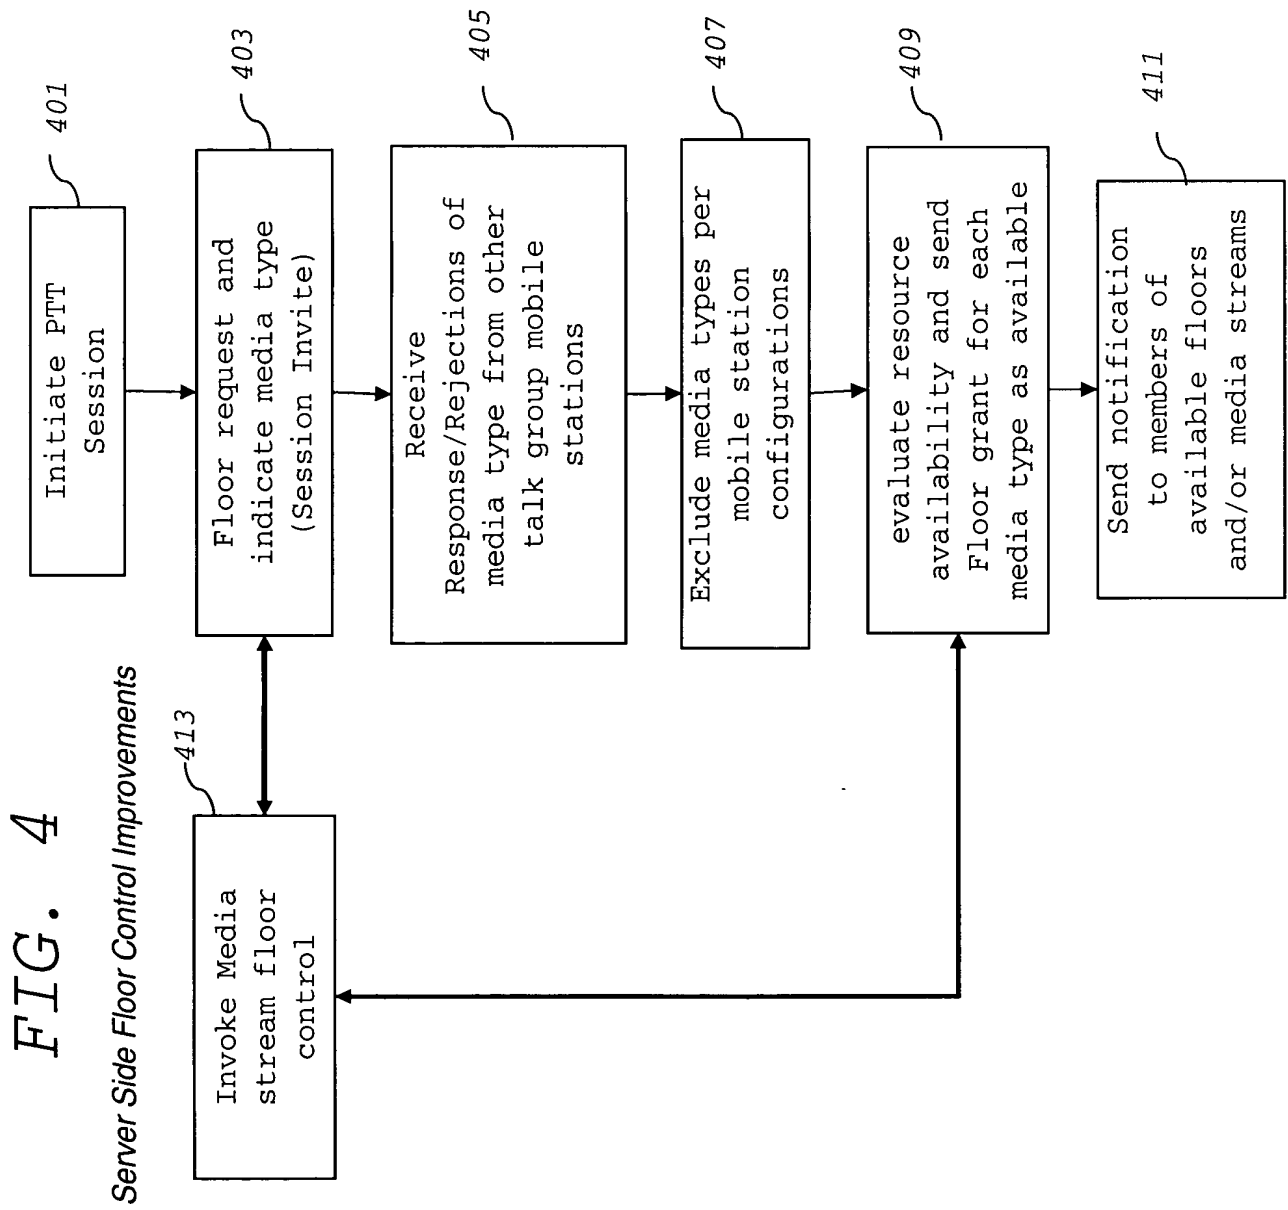 FIG. 4
Server Side Floor Control Improvements
401
Initiate PTT
Session
403
Floor request and
indicate media type
(Session Invite)
413
Invoke Media
stream floor
control
405
Receive
Response/Rejections of
media type from other
talk group mobile
stations
407
Exclude media types per
mobile station
configurations
409
evaluate resource
availability and send
Floor grant for each
media type as available
411
Send notification
to members of
available floors
and/or media streams